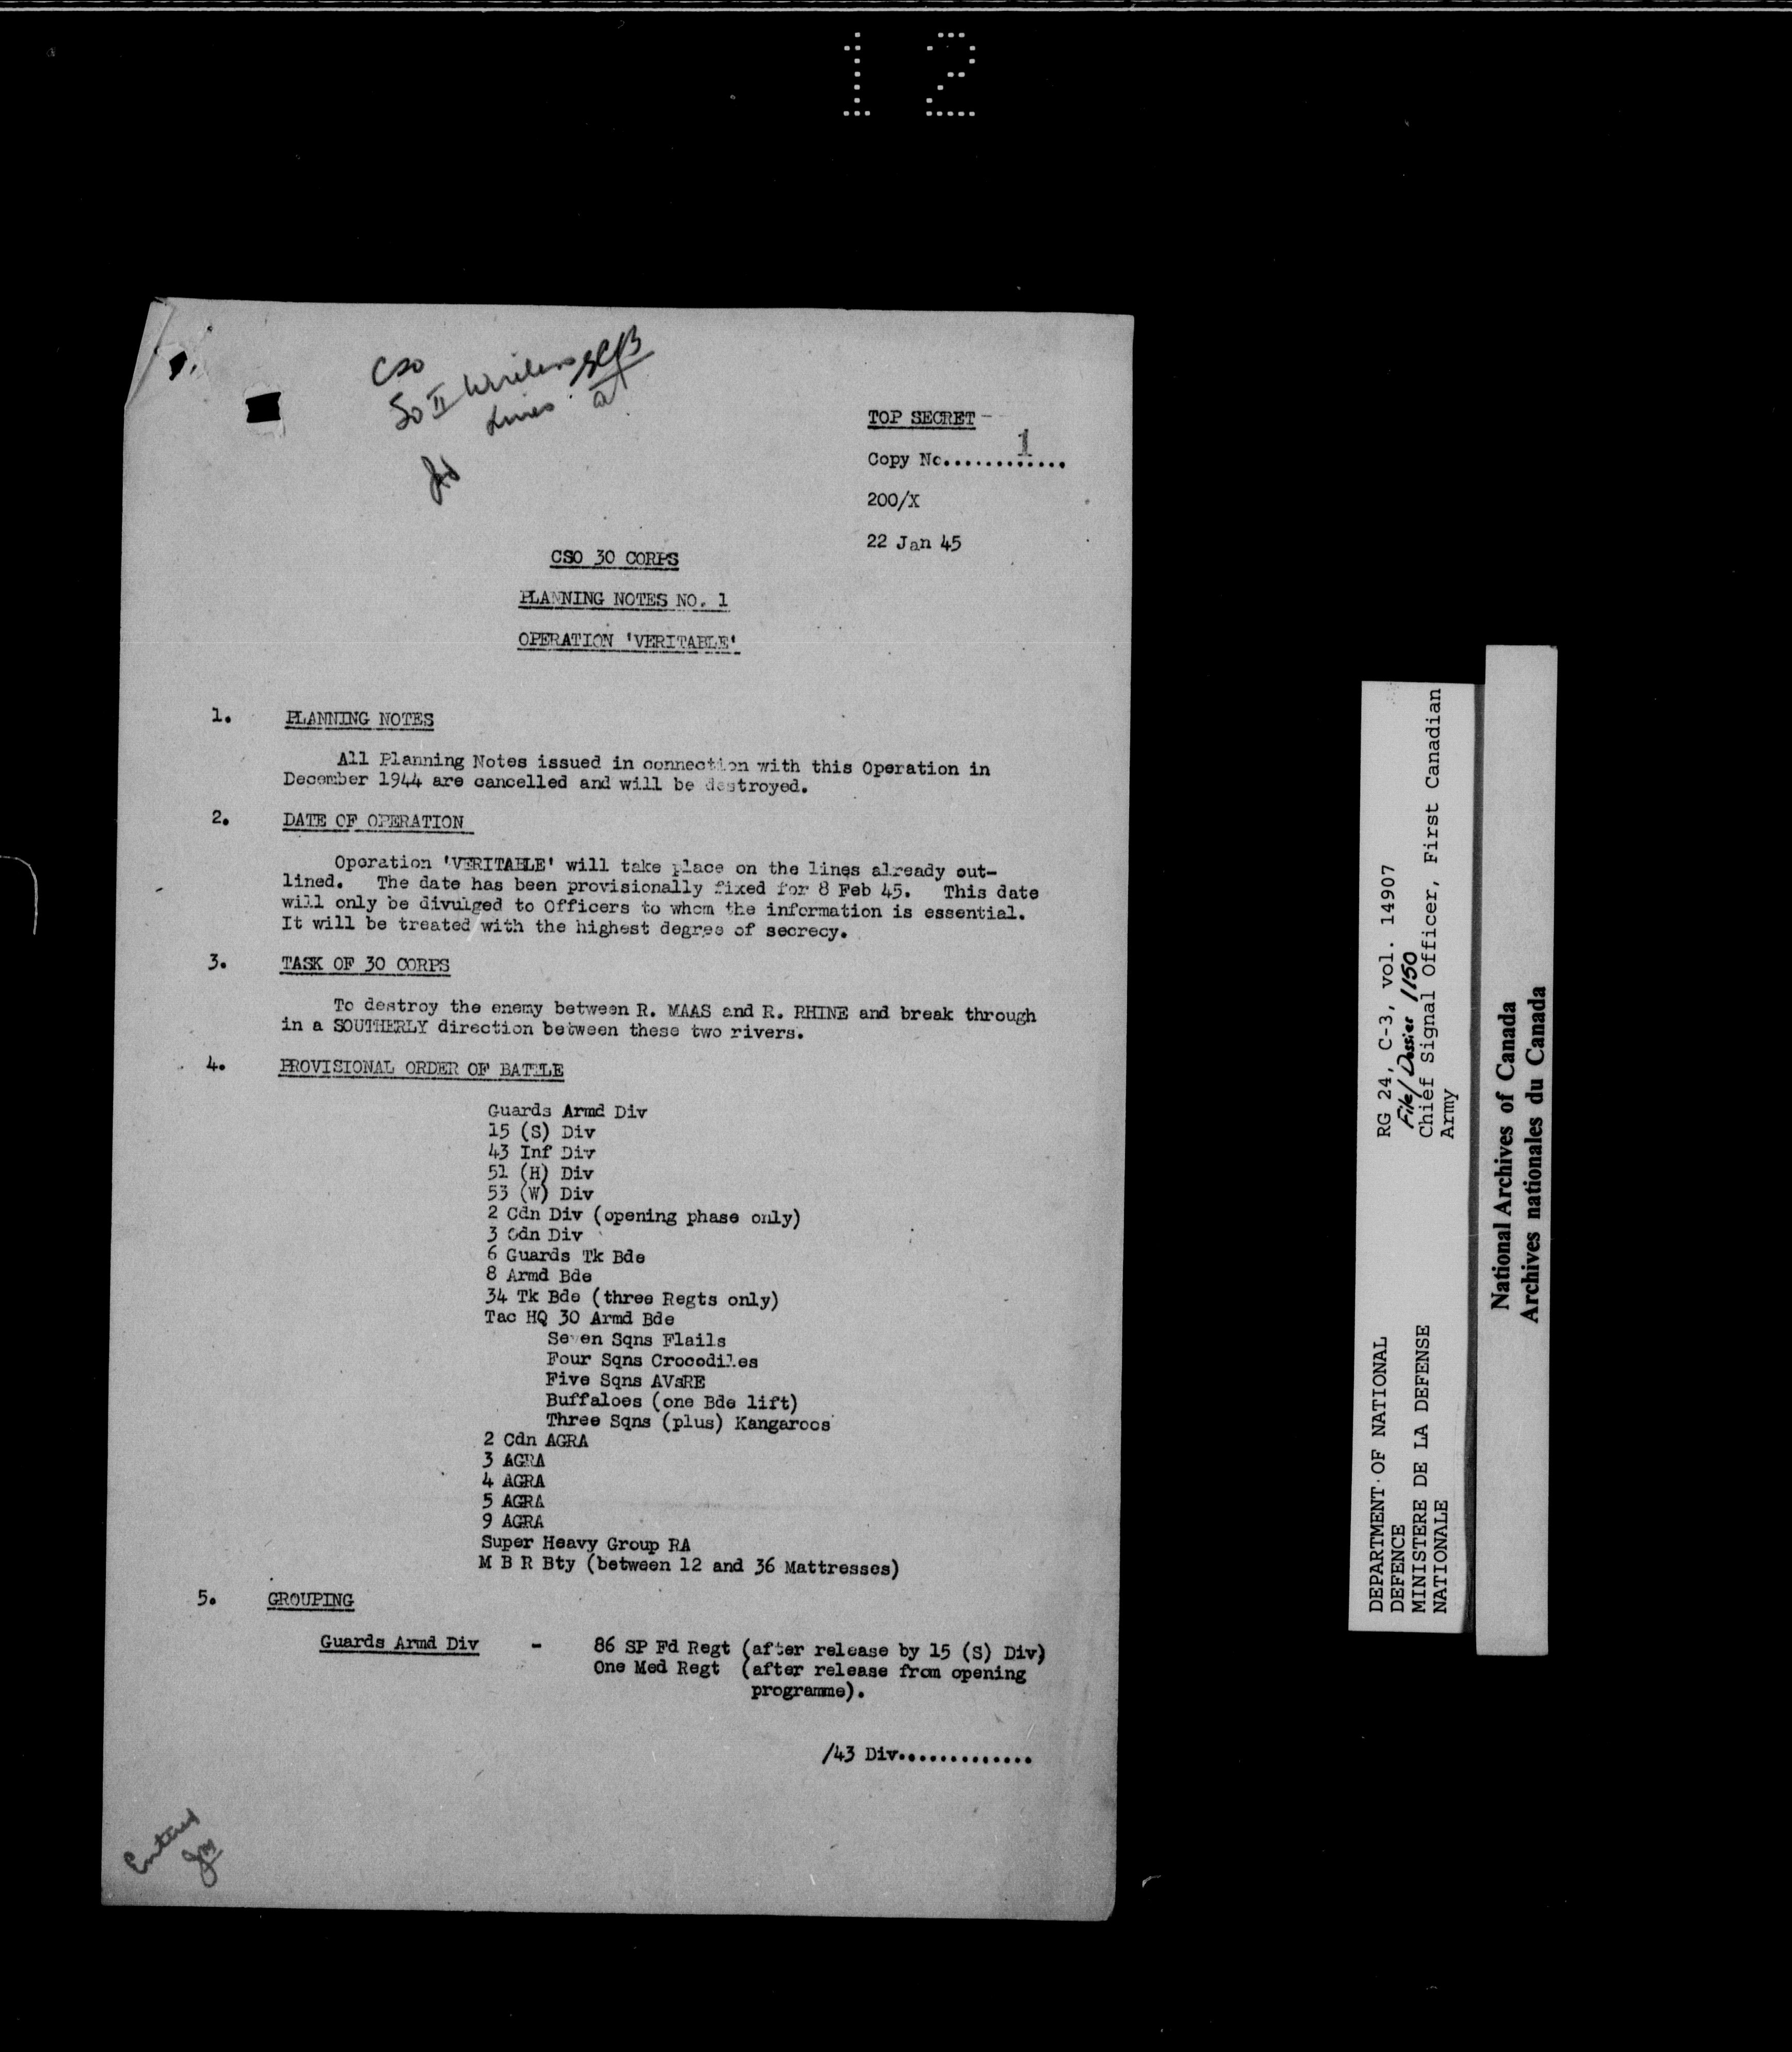 12
CSO
SO II Wireless
Lines
TOP SECRET -
Copy No............. 1
200/X
22 Jan 45
CSO 30 CORPS
PLANNING NOTES NO. 1
OPERATION 'VERITABLE'
1. PLANNING NOTES
All Planning Notes issued in connection with this Operation in
December 1944 are cancelled and will be destroyed.
2. DATE OF OPERATION
Operation 'VERITABLE' will take place on the lines already out-
lined. The date has been provisionally fixed for 8 Feb 45. This date
will only be divulged to Officers to whom the information is essential.
It will be treated with the highest degree of secrecy.
3. TASK OF 30 CORPS
To destroy the enemy between R. MAAS and R. RHINE and break through
in a SOUTHERLY direction between these two rivers.
4. PROVISIONAL ORDER OF BATTLE
Guards Armd Div
15 (S) Div
43 Inf Div
51 (H) Div
53 (W) Div
2 Cdn Div (opening phase only)
3 Cdn Div
6 Guards Tk Bde
8 Armd Bde
34 Tk Bde (three Regts only)
Tac HQ 30 Armd Bde
Seven Sqns Flails
Four Sqns Crocodiles
Five Sqns AVsRE
Buffaloes (one Bde lift)
Three Sqns (plus) Kangaroos
2 Cdn AGRA
3 AGRA
4 AGRA
5 AGRA
9 AGRA
Super Heavy Group RA
M B R Bty (between 12 and 36 Mattresses)
5. GROUPING
Guards Armd Div - 86 SP Fd Regt (after release by 15 (S) Div)
One Med Regt (after release from opening
programme).
/43 Div.............
Entered
DEPARTMENT OF NATIONAL
DEFENCE
MINISTERE DE LA DEFENSE
NATIONALE
RG 24, C-3, vol. 14907
File/Dossier 1150
Chief Signal Officer, First Canadian
Army
National Archives of Canada
Archives nationales du Canada